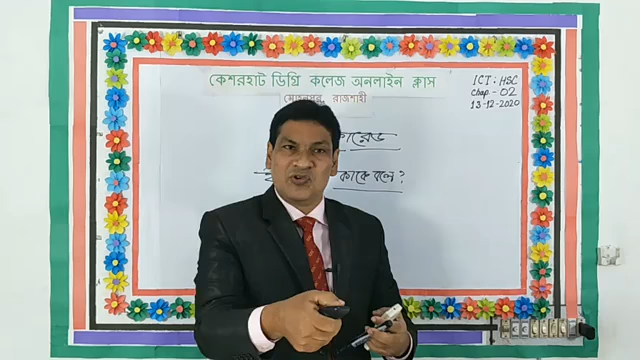 কেশরহাট ডিগ্রি কলেজ অনলাইন ক্লাস
মোহনপুর, রাজশাহী
ICT: HSC
Chap - 02
13-12-2020
কাকে বলে ?